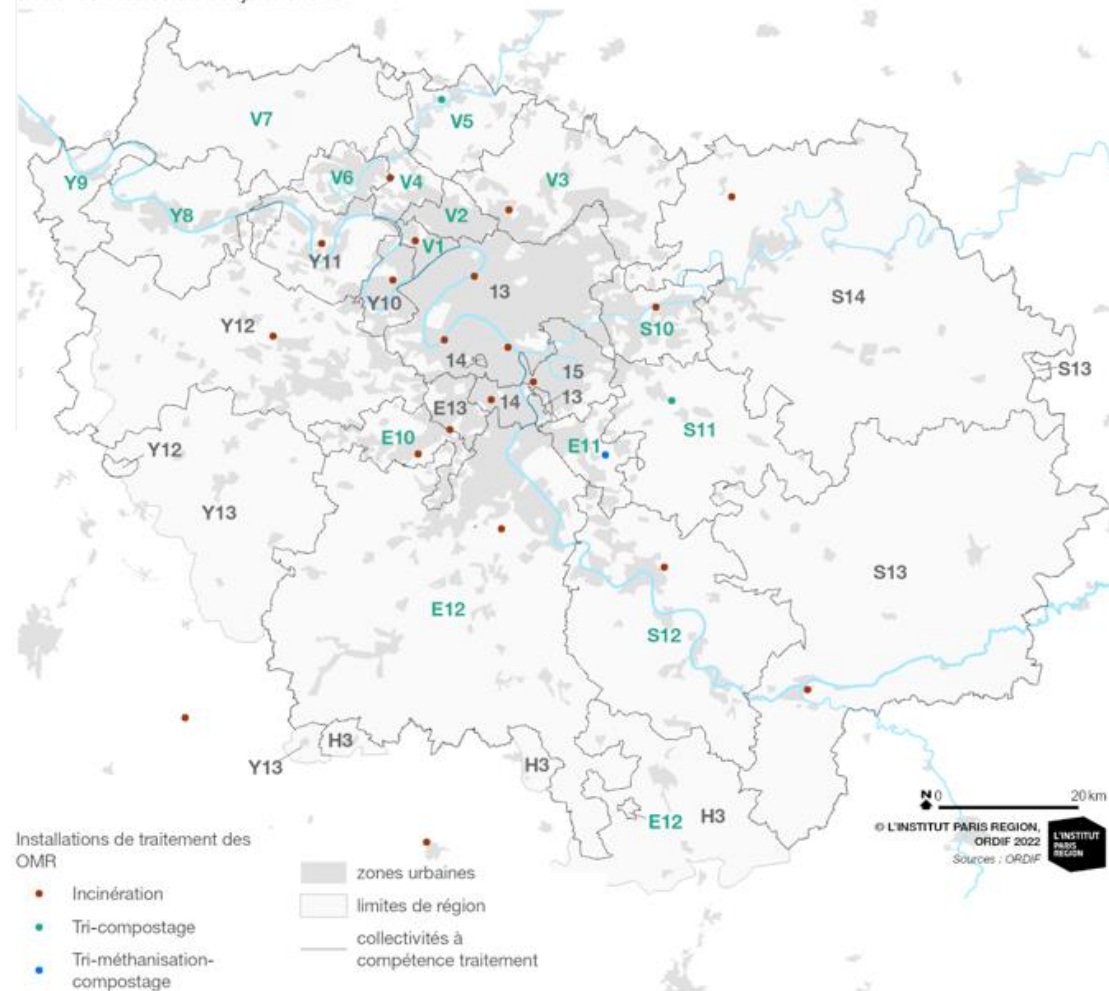 V7
V5
Y9
V6
V4
V3
Y8
V2
V1
Y11
Y10
13
S14
Y12
S10
14
15
S13
13
E13
14
S11
E10
E11
Y12
Y13
S13
E12
S12
H3
Y13
H3
E12
H3
N 0 20 km
© L'INSTITUT PARIS REGION,
ORDIF 2022
Sources : ORDIF
L'INSTITUT
PARIS
REGION
Installations de traitement des
OMR
Incinération
Tri-compostage
Tri-méthanisation-
compostage
zones urbaines
limites de région
collectivités à
compétence traitement